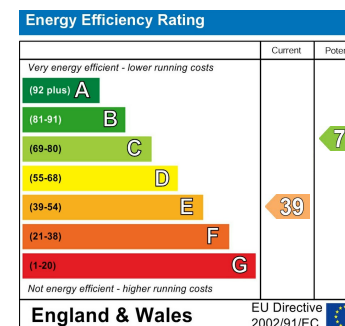 Energy Efficiency Rating
Current
Very energy efficient - lower running costs
(92 plus) A
(81-91) B
(69-80) C
(55-68) D
(39-54) E
39
(21-38) F
(1-20) G
Not energy efficient - higher running costs
England & Wales
EU Directive
2002/91/EC